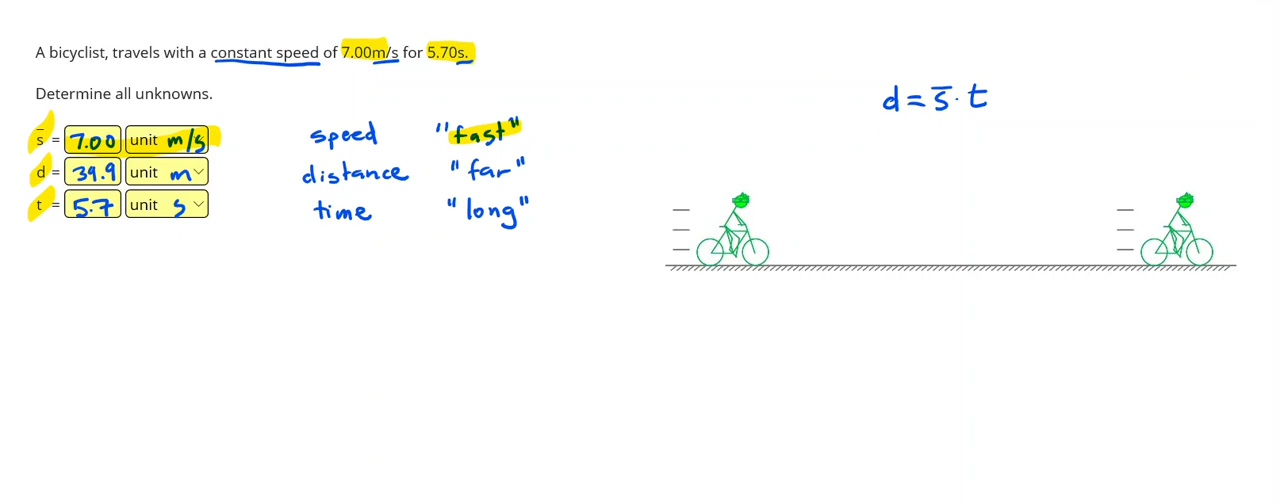 A bicyclist, travels with a constant speed of 7.00m/s for 5.70s.
d = s̄ · t
Determine all unknowns.
s̄ = 7.00 unit m/s speed "fast"
d = 39.9 unit m distance "far"
t = 5.7 unit s time "long"